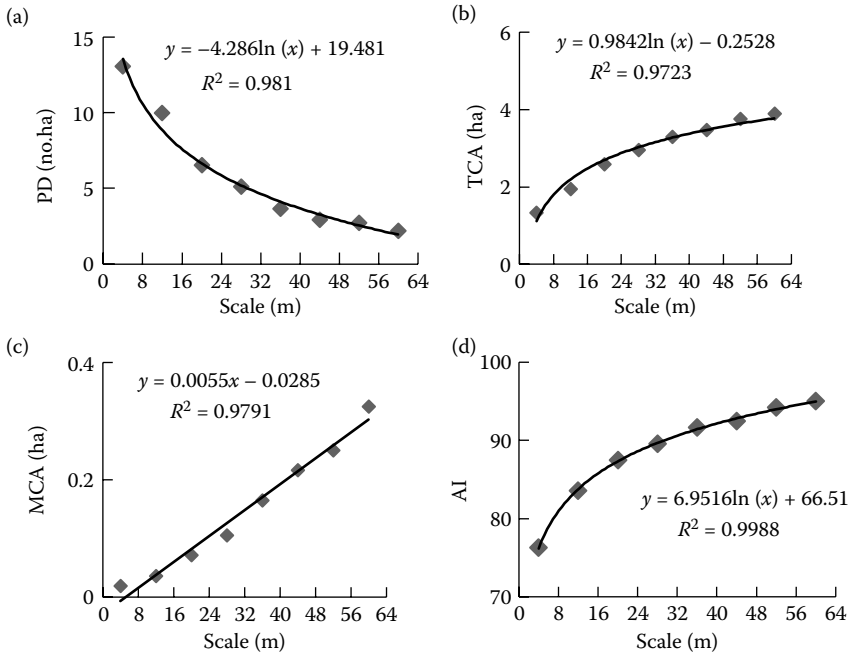 (a)
15
10
5
0
PD (no.ha)
y = −4.286ln (x) + 19.481
R² = 0.981
0 8 16 24 32 40 48 56 64
Scale (m)
(b)
6
4
2
0
TCA (ha)
y = 0.9842ln (x) − 0.2528
R² = 0.9723
0 8 16 24 32 40 48 56 64
Scale (m)
(c)
0.4
0.2
0
MCA (ha)
y = 0.0055x − 0.0285
R² = 0.9791
0 8 16 24 32 40 48 56 64
Scale (m)
(d)
100
90
80
70
AI
y = 6.9516ln (x) + 66.51
R² = 0.9988
0 8 16 24 32 40 48 56 64
Scale (m)